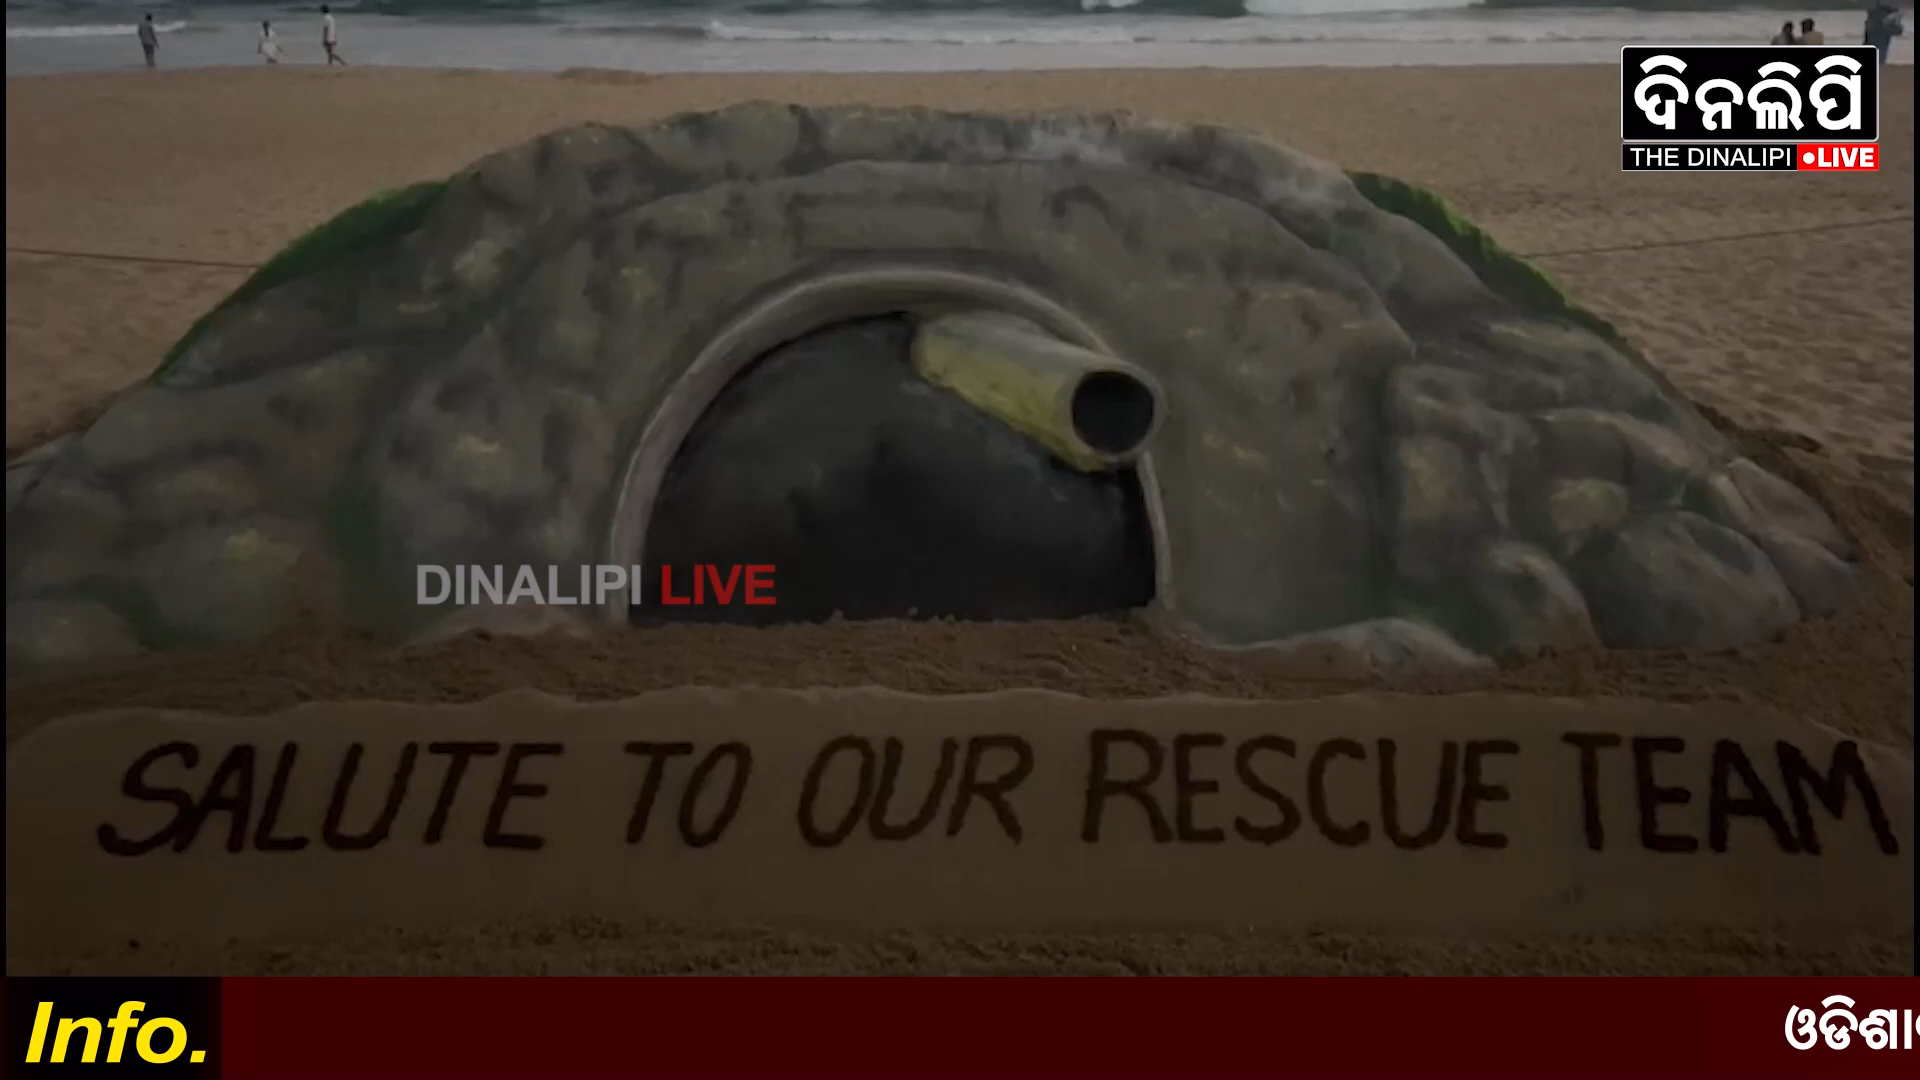 ଦିନଲିପି
THE DINALIPI LIVE
DINALIPI LIVE
SALUTE TO OUR RESCUE TEAM
Info.